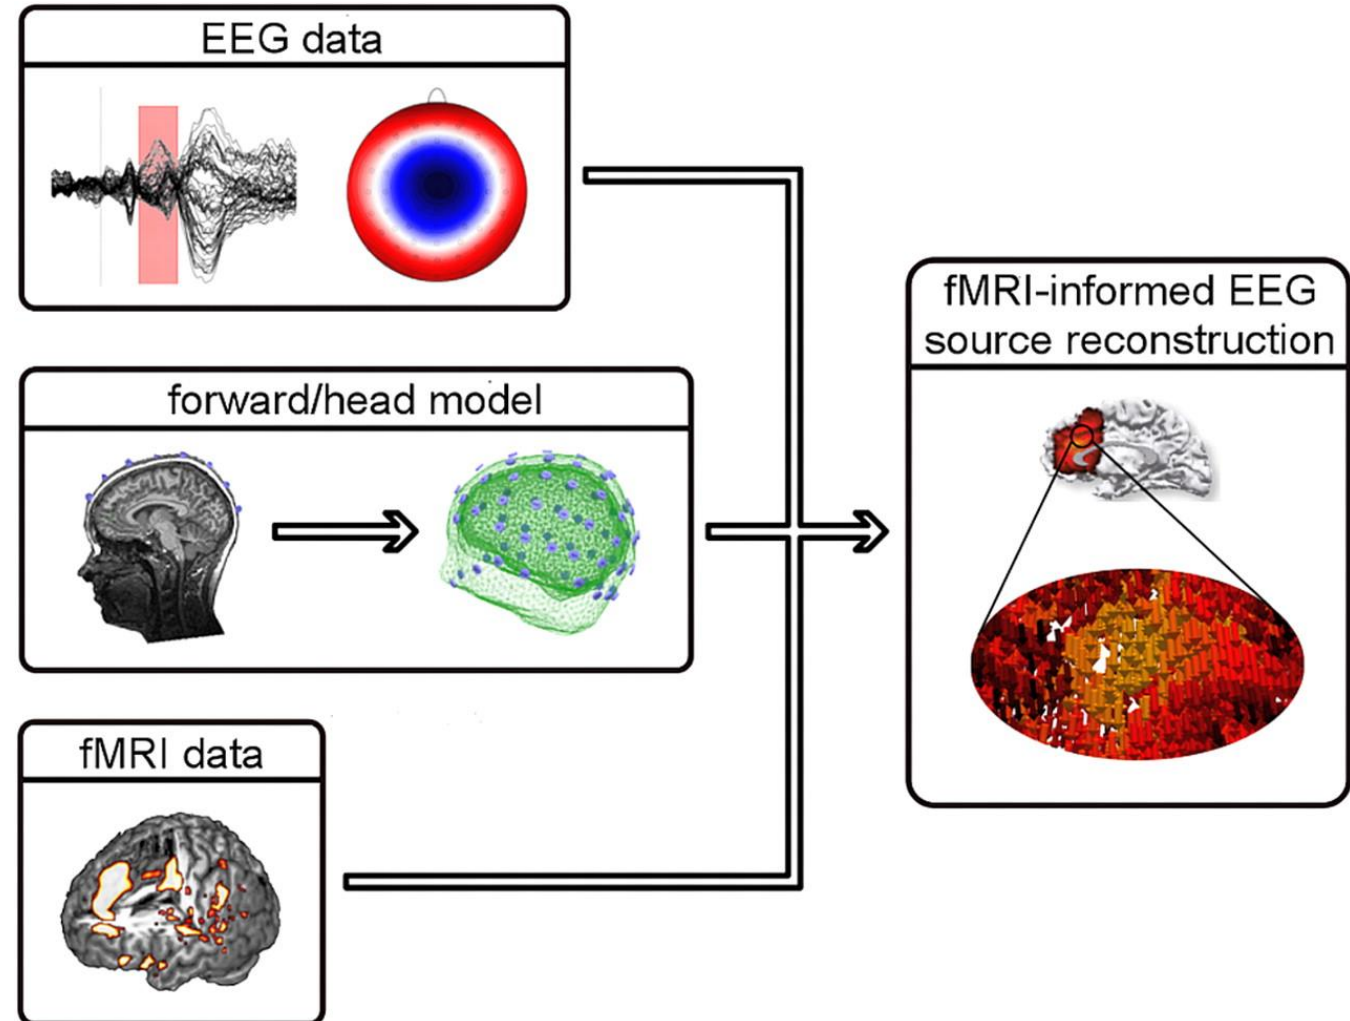 EEG data
forward/head model
fMRI data
fMRI-informed EEG
source reconstruction